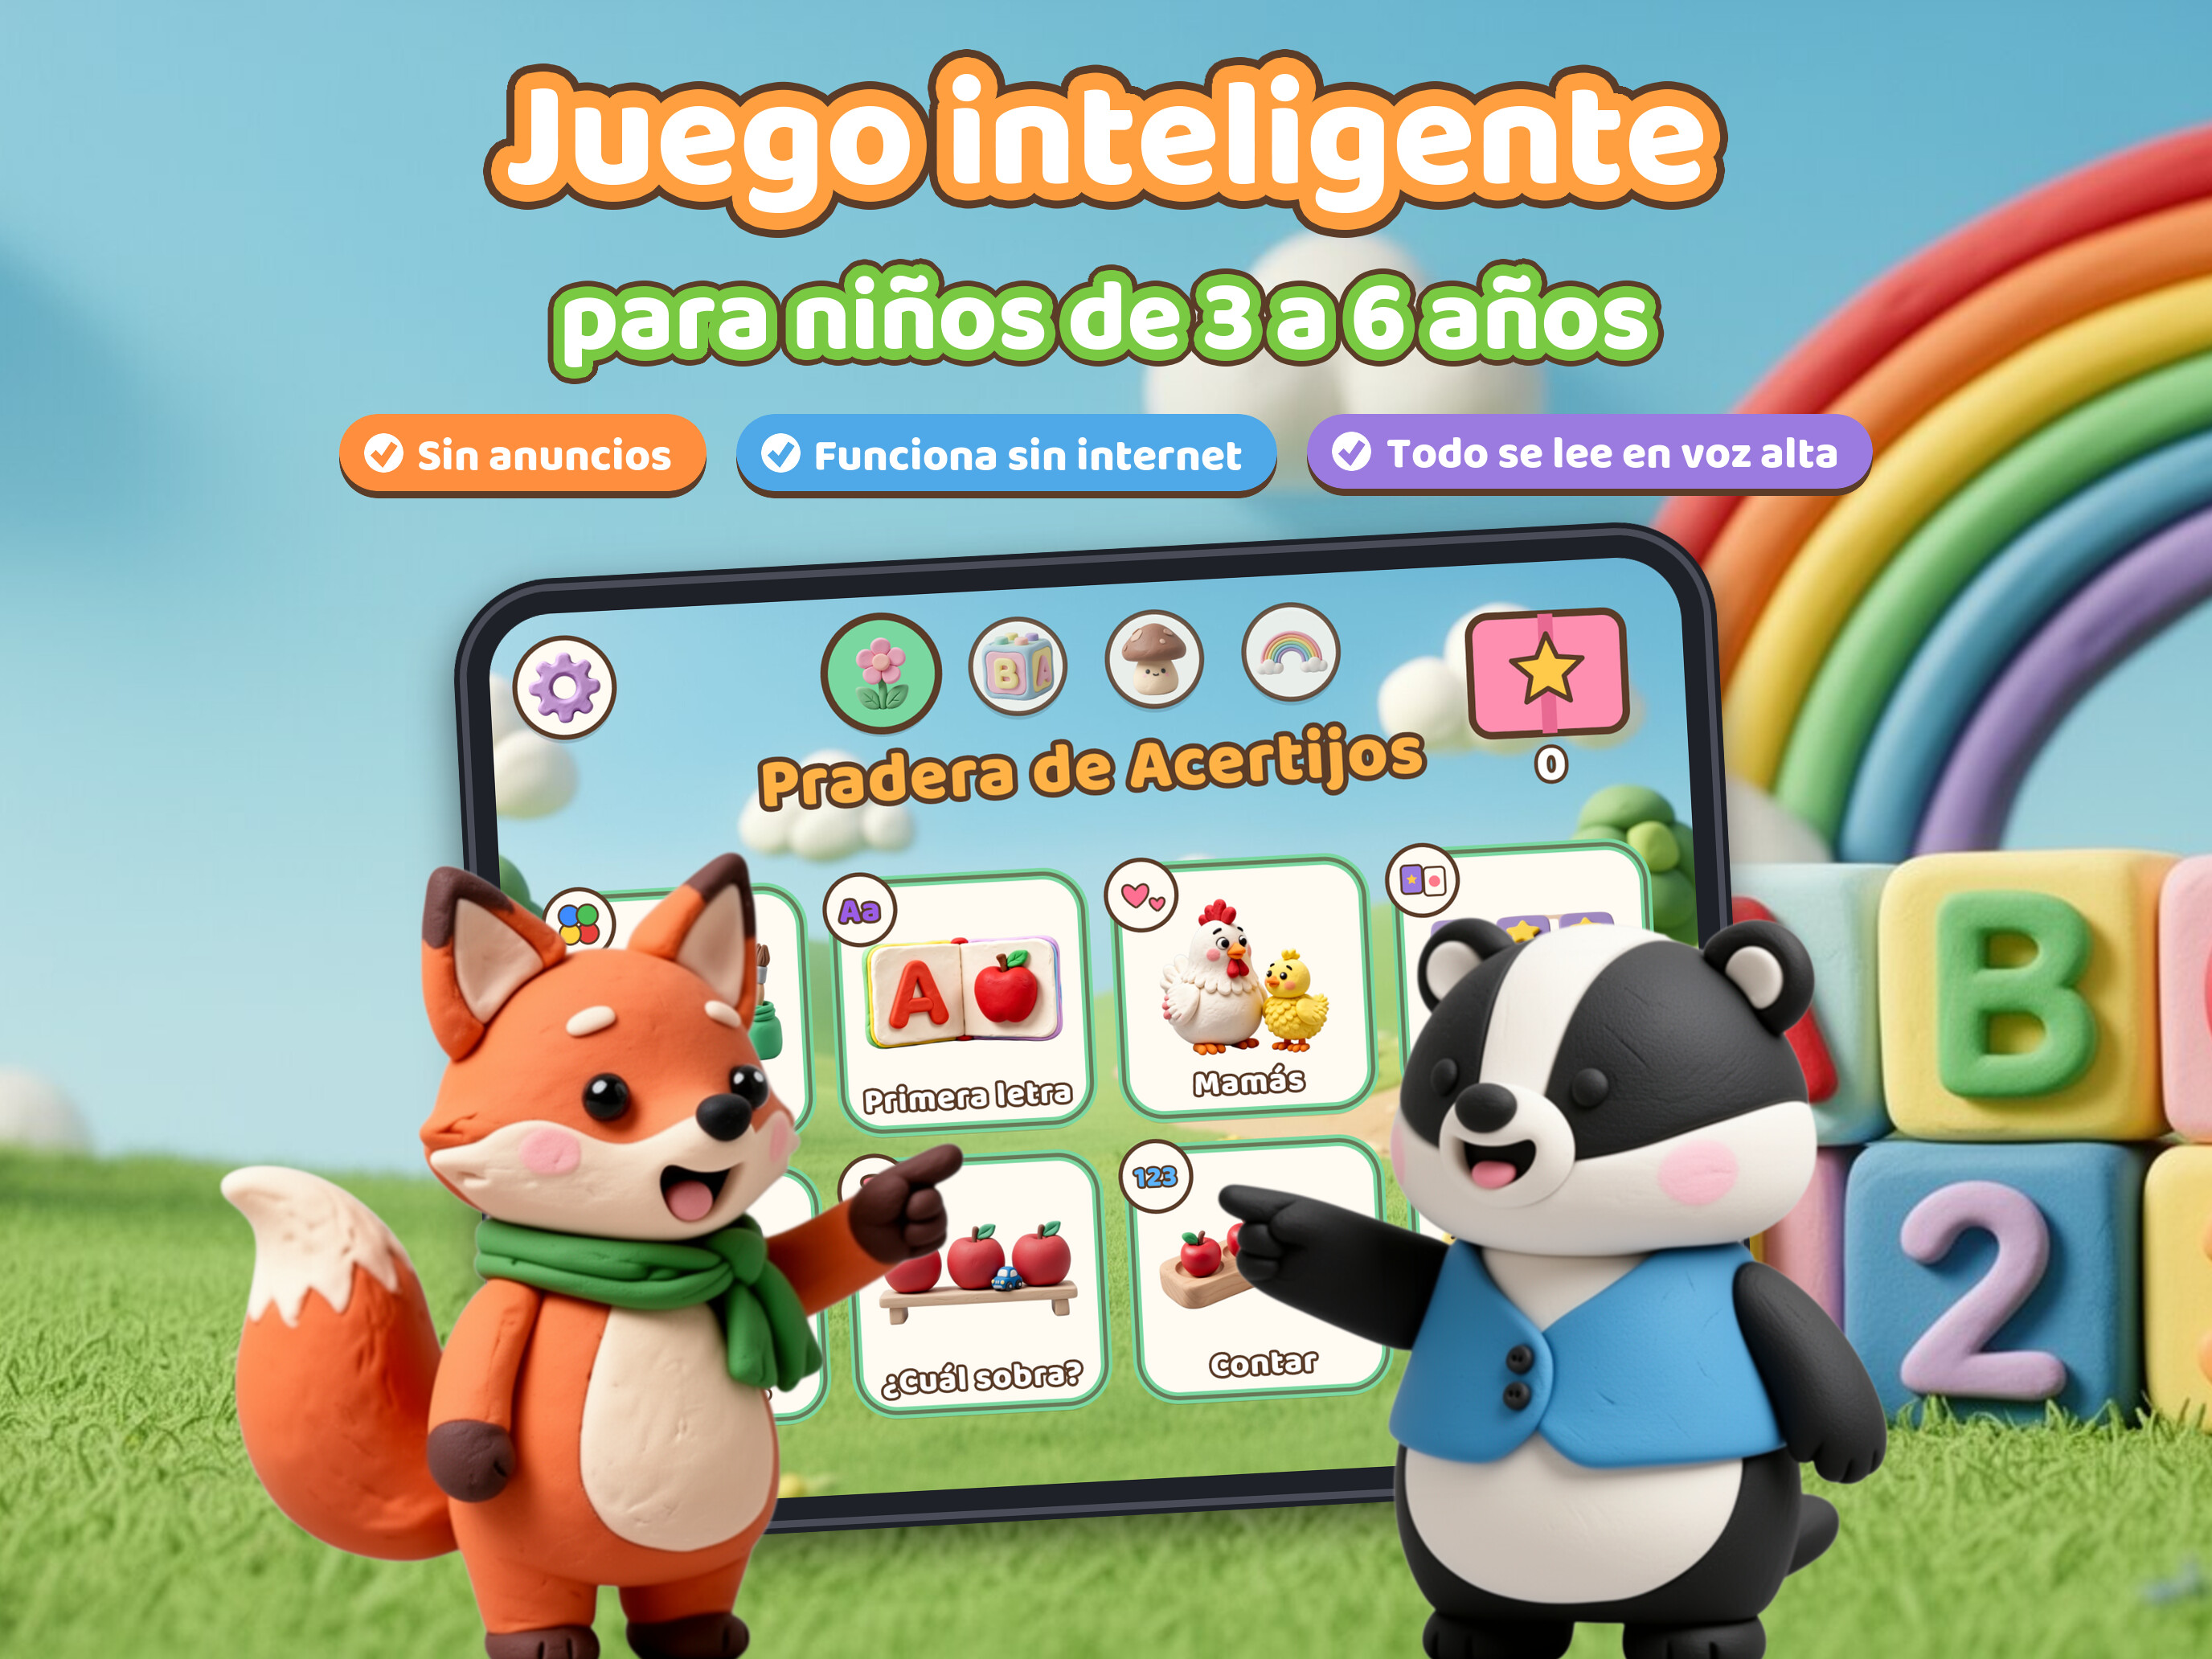 Juego inteligente
para niños de 3 a 6 años
Sin anuncios
Funciona sin internet
Todo se lee en voz alta
B A
0
Pradera de Acertijos
Aa
A
Primera letra
Mamás
¿Cuál sobra?
123
Contar
B
2